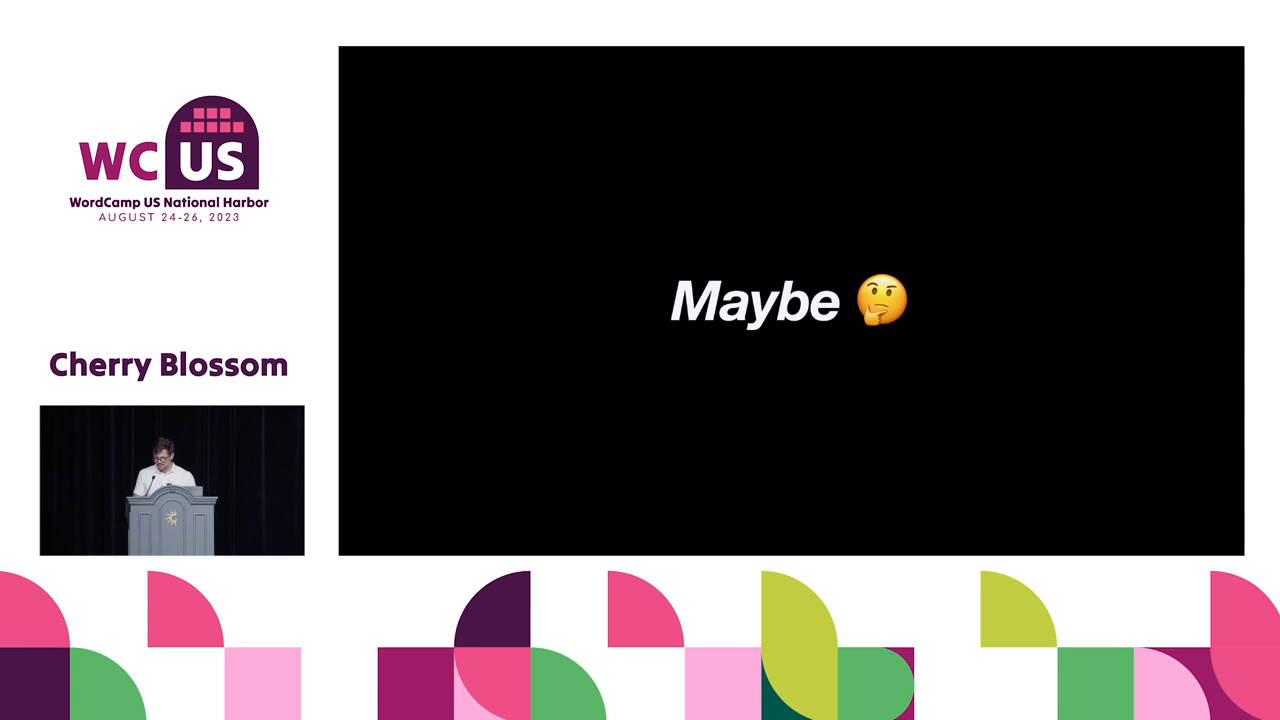 WC US
WordCamp US National Harbor
AUGUST 24-26, 2023
Cherry Blossom
Maybe 🤔